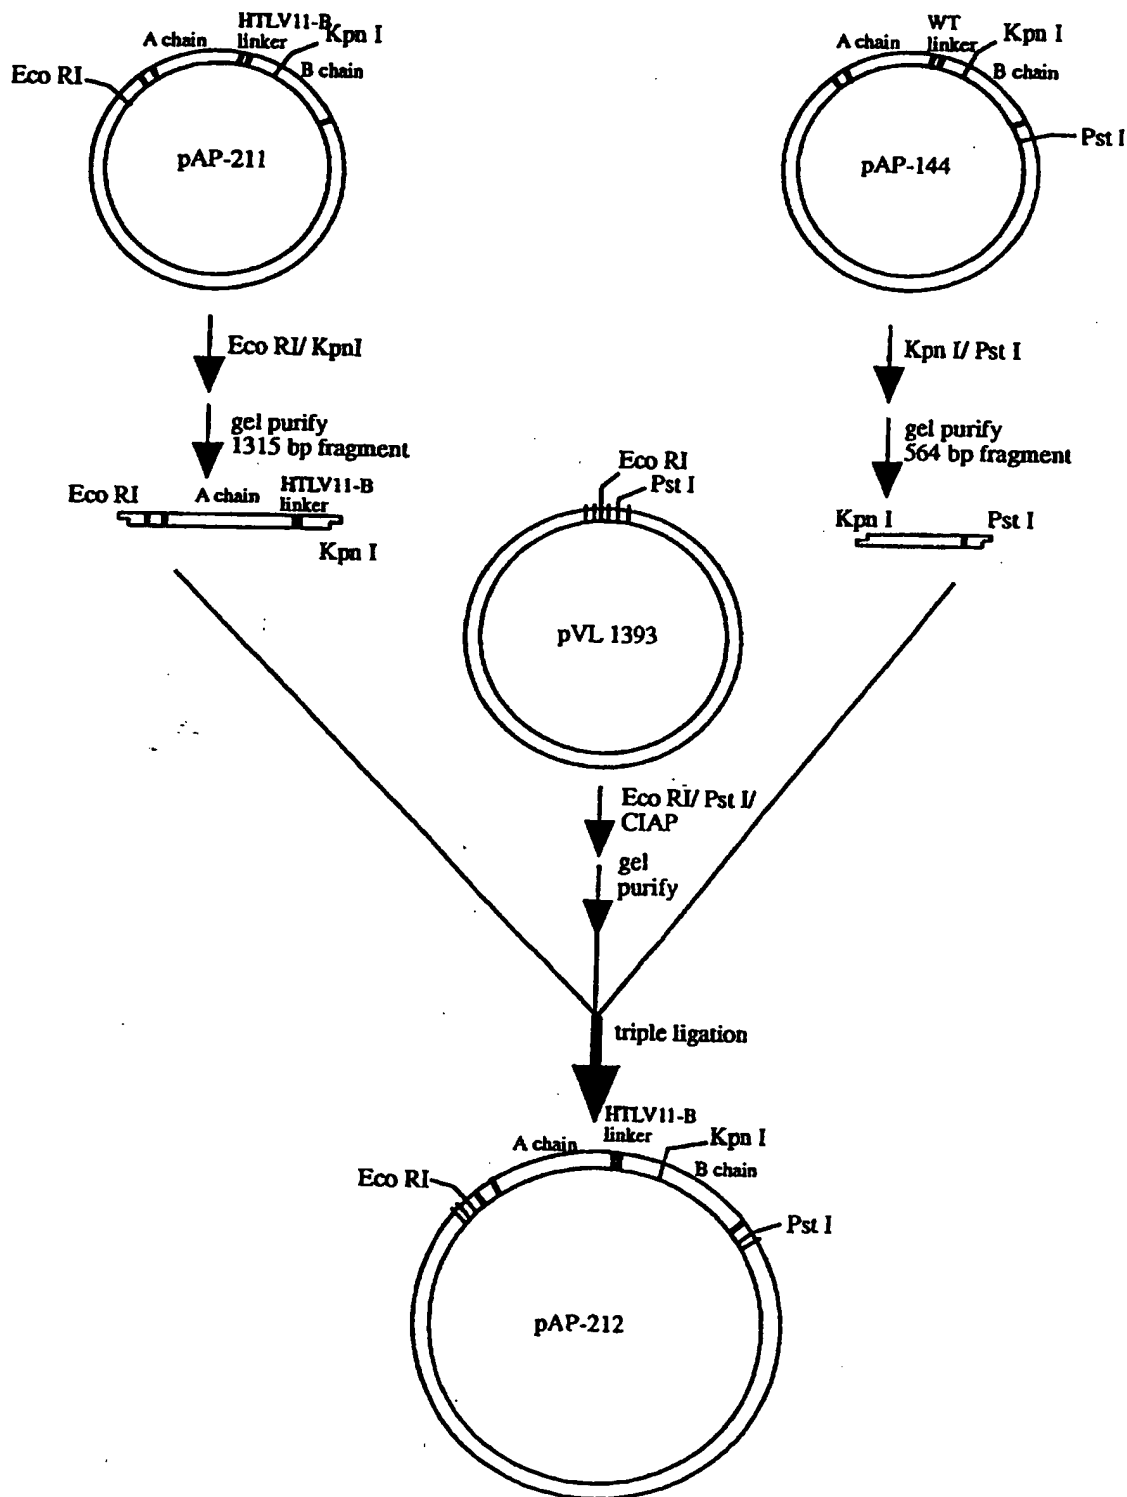 HTLV11-B
linker
A chain
Kpn I
B chain
Eco RI
pAP-211
WT
linker
A chain
Kpn I
B chain
Pst I
pAP-144
Eco RI/ KpnI
gel purify
1315 bp fragment
Kpn I/ Pst I
gel purify
564 bp fragment
Eco RI
A chain
HTLV11-B
linker
Kpn I
Eco RI
Pst I
pVL 1393
Kpn I
Pst I
Eco RI/ Pst I/
CIAP
gel
purify
triple ligation
HTLV11-B
linker
A chain
Kpn I
B chain
Eco RI
Pst I
pAP-212